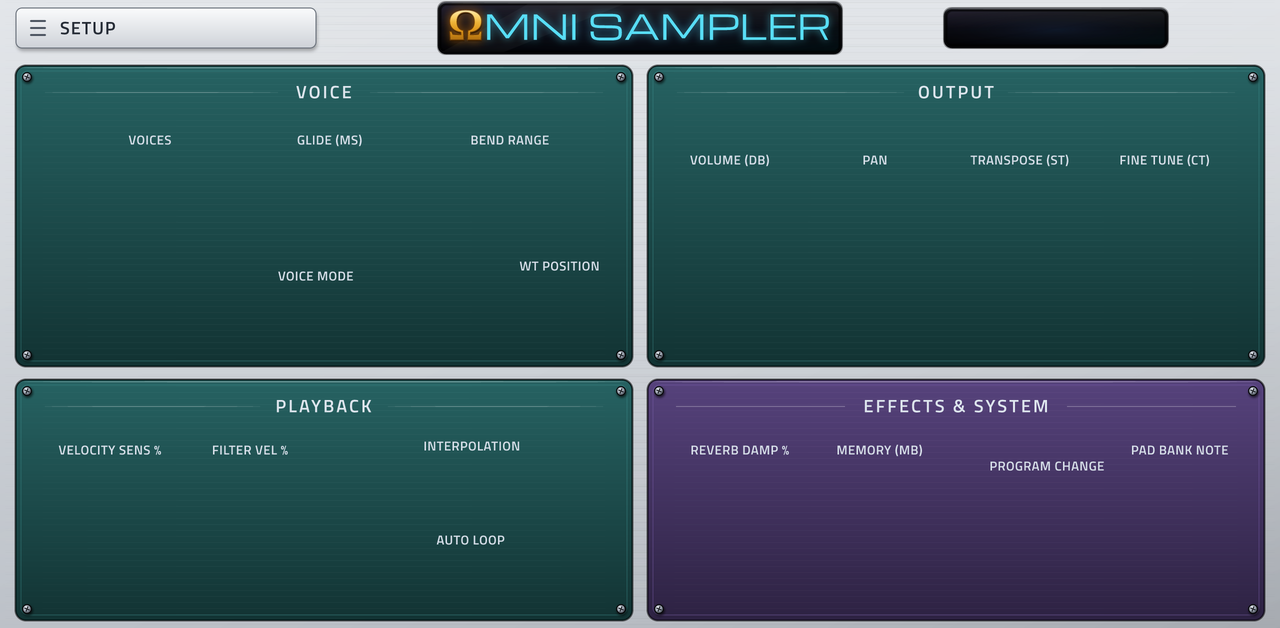 SETUP
ΩMNI SAMPLER
VOICE
VOICES
GLIDE (MS)
BEND RANGE
VOICE MODE
WT POSITION
OUTPUT
VOLUME (DB)
PAN
TRANSPOSE (ST)
FINE TUNE (CT)
PLAYBACK
VELOCITY SENS %
FILTER VEL %
INTERPOLATION
AUTO LOOP
EFFECTS & SYSTEM
REVERB DAMP %
MEMORY (MB)
PROGRAM CHANGE
PAD BANK NOTE